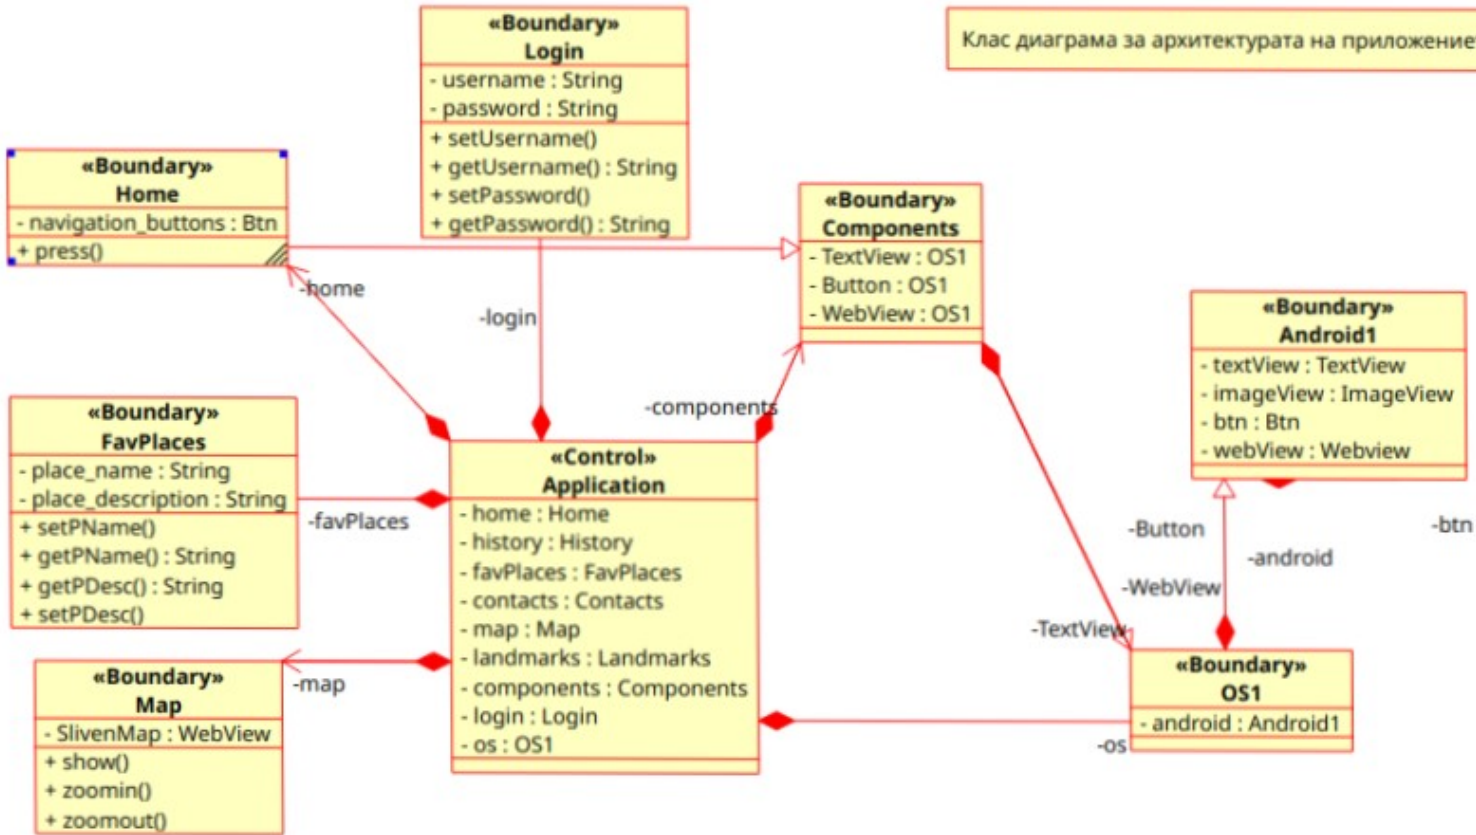 «Boundary»
Login
- username : String
- password : String
+ setUsername()
+ getUsername() : String
+ setPassword()
+ getPassword() : String
Клас диаграма за архитектурата на приложениет
«Boundary»
Home
- navigation_buttons : Btn
+ press()
«Boundary»
Components
- TextView : OS1
- Button : OS1
- WebView : OS1
-home
-login
-components
«Boundary»
Android1
- textView : TextView
- imageView : ImageView
- btn : Btn
- webView : Webview
«Boundary»
FavPlaces
- place_name : String
- place_description : String
+ setPName()
+ getPName() : String
+ getPDesc() : String
+ setPDesc()
-favPlaces
«Control»
Application
- home : Home
- history : History
- favPlaces : FavPlaces
- contacts : Contacts
- map : Map
- landmarks : Landmarks
- components : Components
- login : Login
- os : OS1
-Button
-btn
-android
-WebView
-TextView
«Boundary»
Map
- SlivenMap : WebView
+ show()
+ zoomin()
+ zoomout()
-map
«Boundary»
OS1
- android : Android1
-os